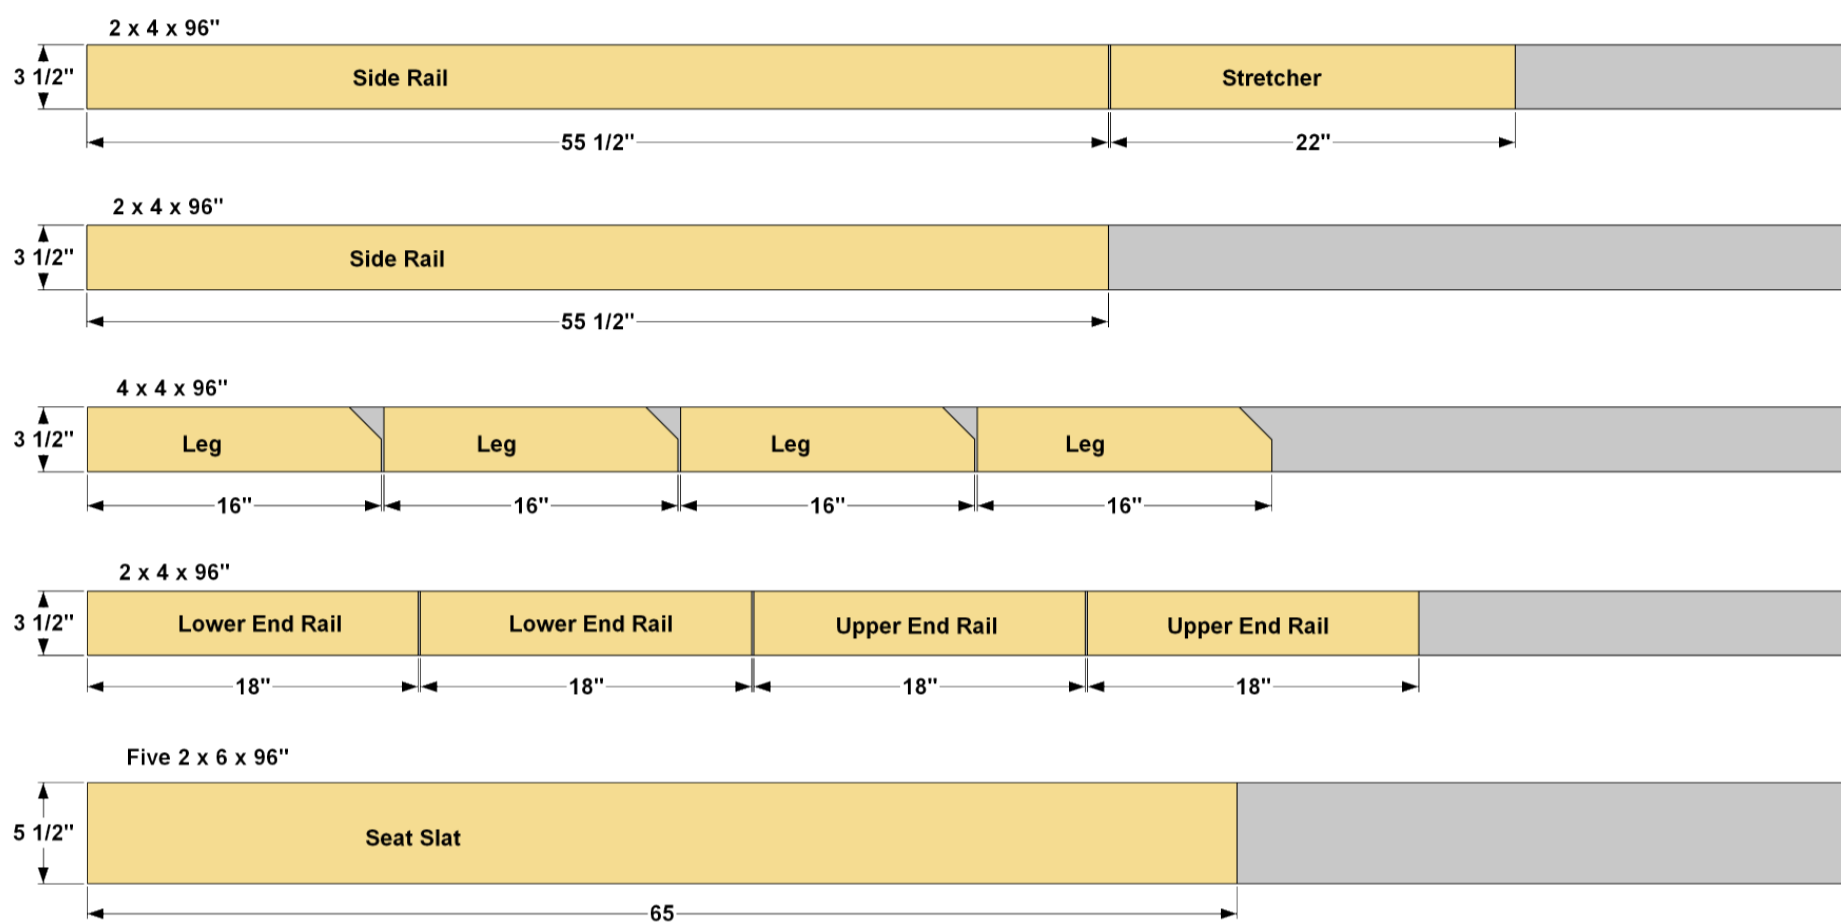 2 x 4 x 96"
3 1/2"
Side Rail
Stretcher
55 1/2"
22"
2 x 4 x 96"
3 1/2"
Side Rail
55 1/2"
4 x 4 x 96"
3 1/2"
Leg
Leg
Leg
Leg
16"
16"
16"
16"
2 x 4 x 96"
3 1/2"
Lower End Rail
Lower End Rail
Upper End Rail
Upper End Rail
18"
18"
18"
18"
Five 2 x 6 x 96"
5 1/2"
Seat Slat
65